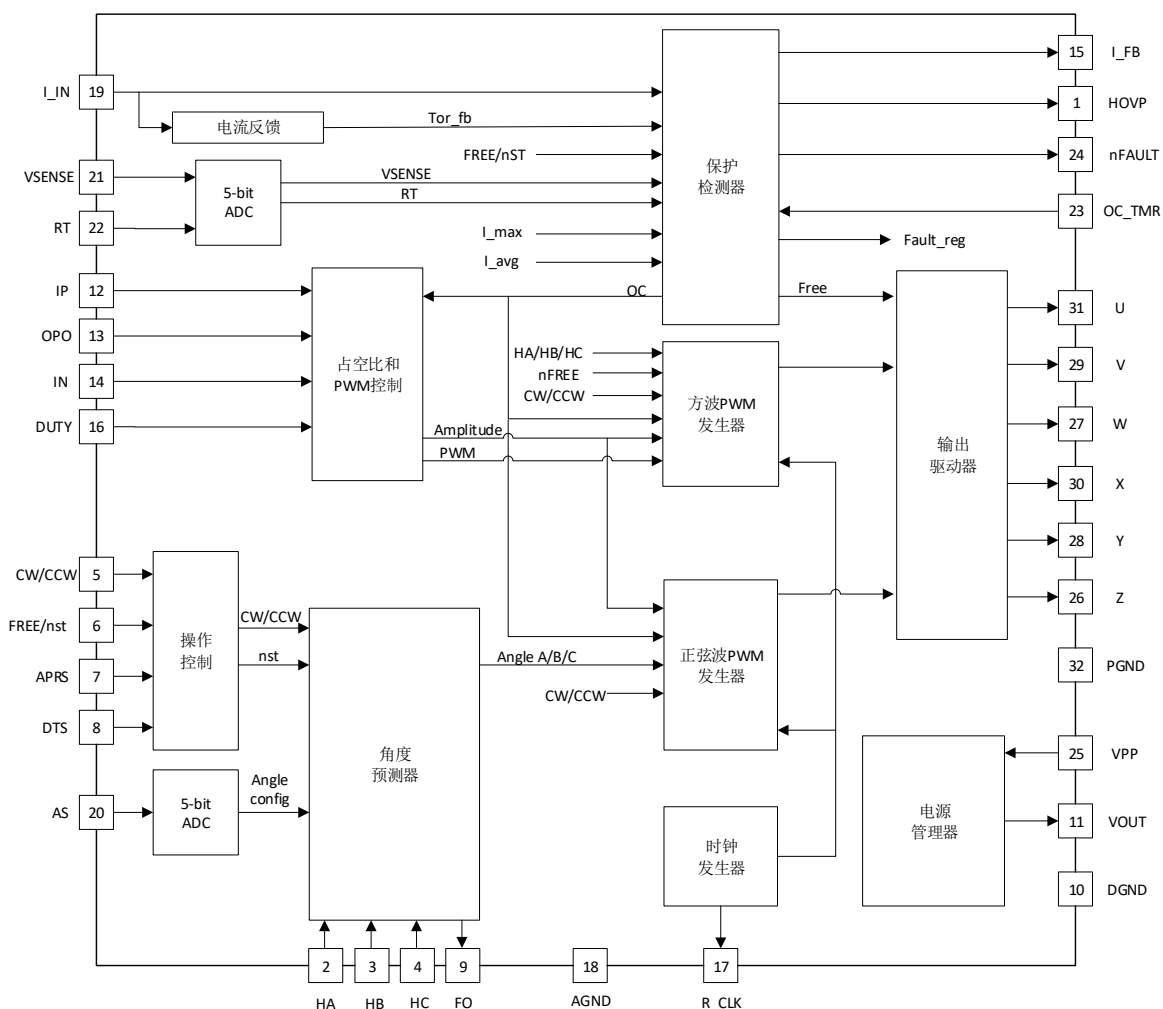 I_IN
19
电流反馈
Tor_fb
FREE/nST
VSENSE
21
RT
22
5-bit
ADC
VSENSE
RT
I_max
I_avg
保护
检测器
15
I_FB
1
HOVP
24
nFAULT
23
OC_TMR
Fault_reg
OC
Free
IP
12
OPO
13
IN
14
DUTY
16
占空比和
PWM控制
Amplitude
PWM
HA/HB/HC
nFREE
CW/CCW
方波PWM
发生器
输出
驱动器
31
U
29
V
27
W
30
X
28
Y
26
Z
32
PGND
CW/CCW
5
FREE/nst
6
APRS
7
DTS
8
操作
控制
CW/CCW
nst
AS
20
5-bit
ADC
Angle
config
角度
预测器
Angle A/B/C
CW/CCW
正弦波PWM
发生器
时钟
发生器
电源
管理器
25
VPP
11
VOUT
10
DGND
2
3
4
9
18
17
HA
HB
HC
FO
AGND
R_CLK